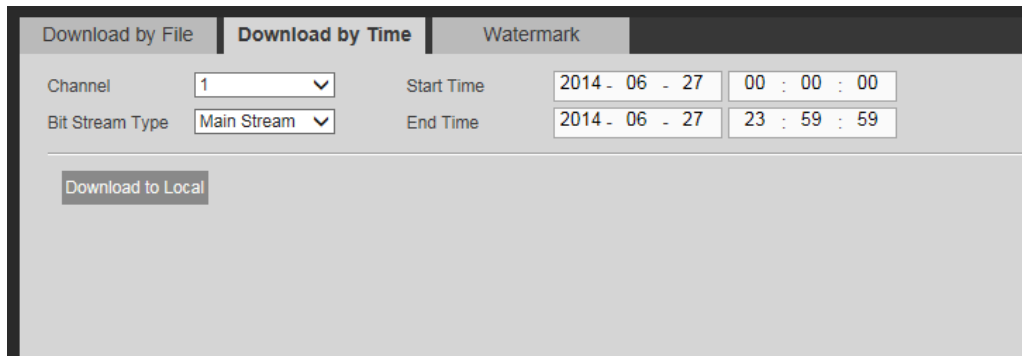 Download by File Download by Time Watermark
Channel 1 Start Time 2014 - 06 - 27 00 : 00 : 00
Bit Stream Type Main Stream End Time 2014 - 06 - 27 23 : 59 : 59
Download to Local